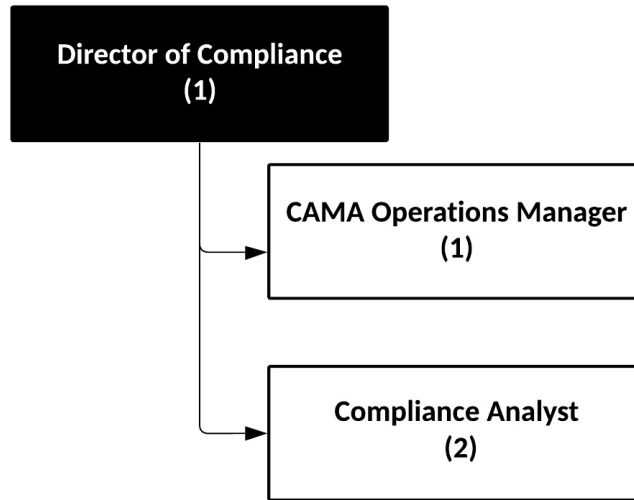 Director of Compliance
(1)
CAMA Operations Manager
(1)
Compliance Analyst
(2)